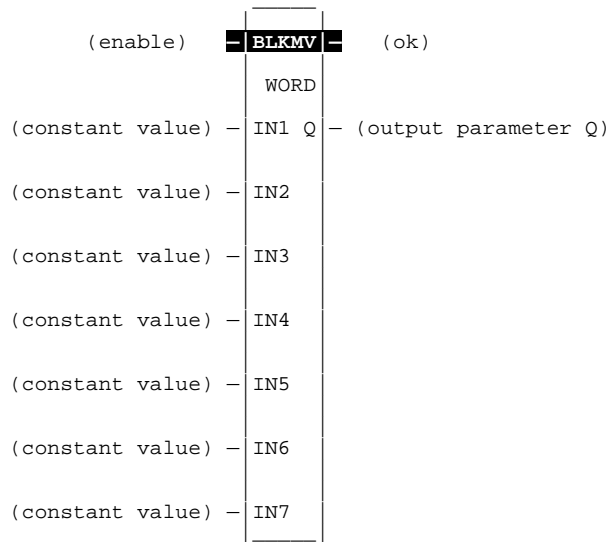 (enable) BLKMV (ok)
WORD
(constant value) IN1 Q (output parameter Q)
(constant value) IN2
(constant value) IN3
(constant value) IN4
(constant value) IN5
(constant value) IN6
(constant value) IN7